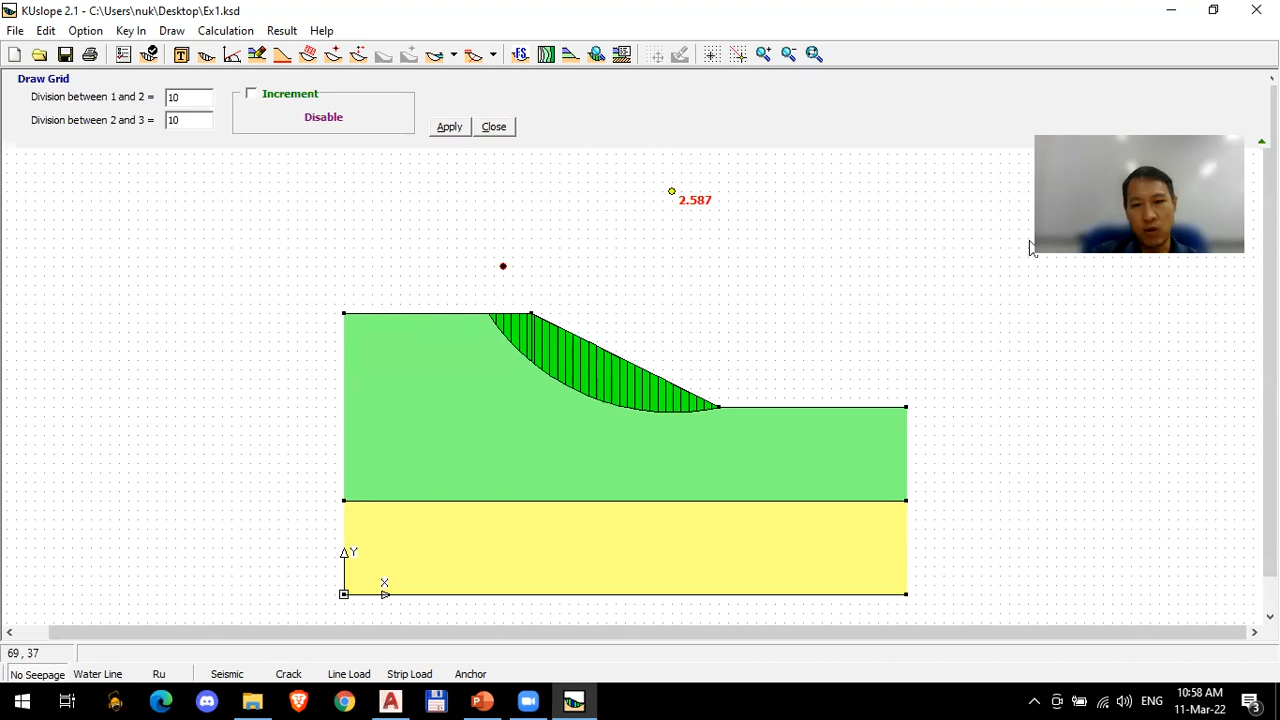 KUslope 2.1 - C:\Users\nuk\Desktop\Ex1.ksd
File Edit Option Key In Draw Calculation Result Help
T FS
Draw Grid
Division between 1 and 2 = 10
Division between 2 and 3 = 10
Increment
Disable
Apply Close
2.587
Y
X
69 , 37
No Seepage Water Line Ru Seismic Crack Line Load Strip Load Anchor
ENG
10:58 AM
11-Mar-22
3